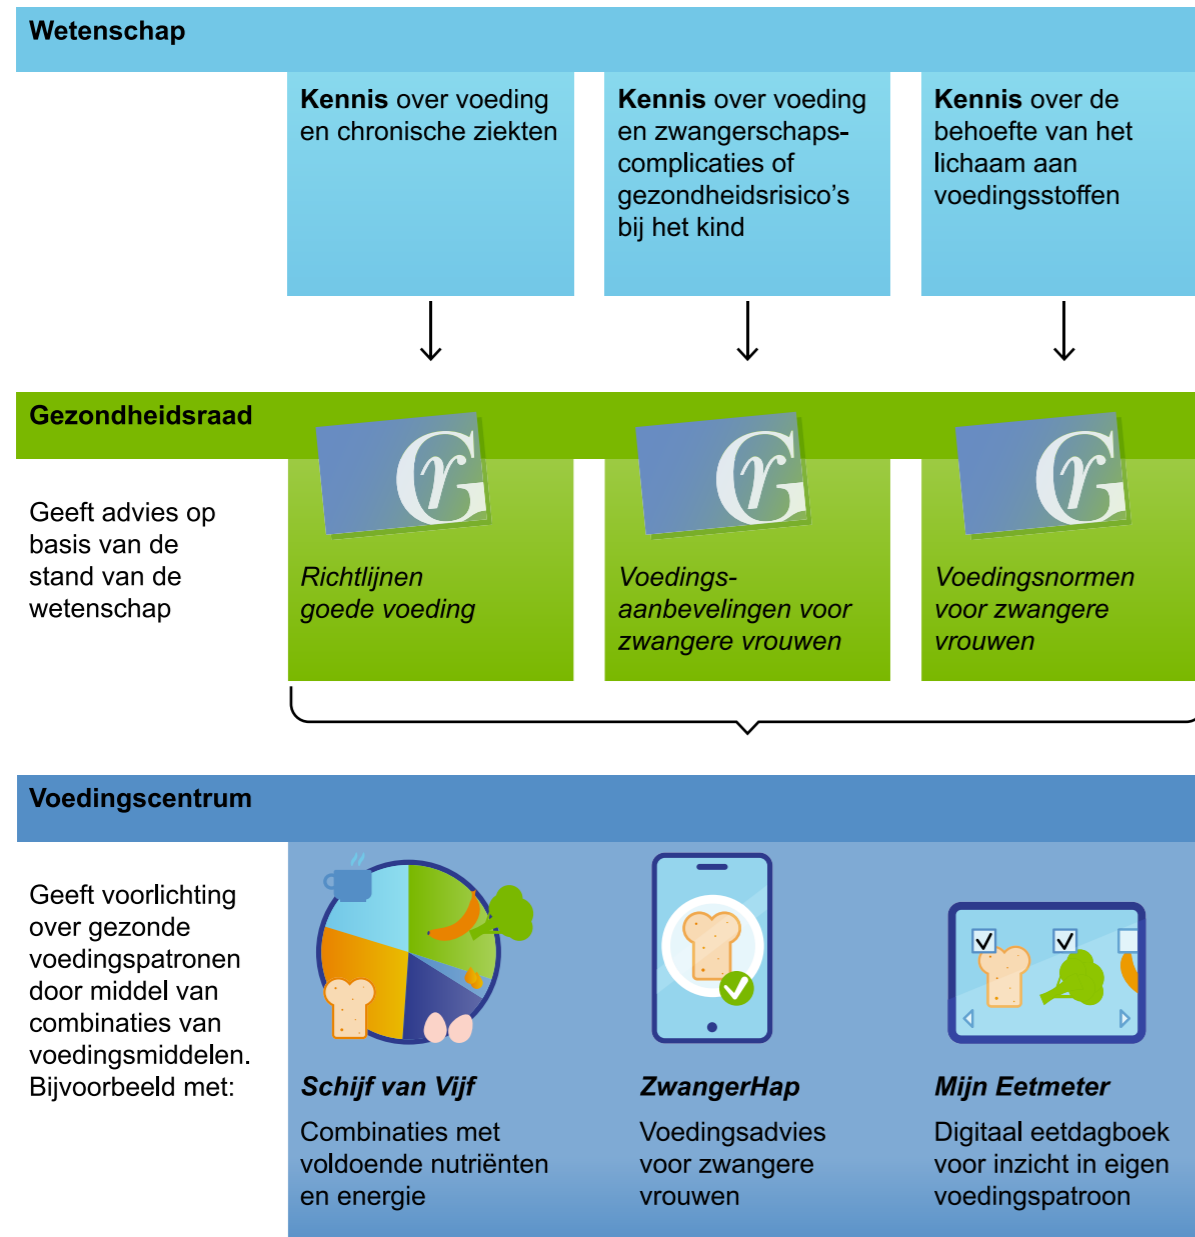 Wetenschap
Kennis over voeding
en chronische ziekten
Kennis over voeding
en zwangerschaps-
complicaties of
gezondheidsrisico's
bij het kind
Kennis over de
behoefte van het
lichaam aan
voedingsstoffen
Gezondheidsraad
Geeft advies op
basis van de
stand van de
wetenschap
Gr
Richtlijnen
goede voeding
Gr
Voedings-
aanbevelingen voor
zwangere vrouwen
Gr
Voedingsnormen
voor zwangere
vrouwen
Voedingscentrum
Geeft voorlichting
over gezonde
voedingspatronen
door middel van
combinaties van
voedingsmiddelen.
Bijvoorbeeld met:
Schijf van Vijf
Combinaties met
voldoende nutriënten
en energie
ZwangerHap
Voedingsadvies
voor zwangere
vrouwen
Mijn Eetmeter
Digitaal eetdagboek
voor inzicht in eigen
voedingspatroon